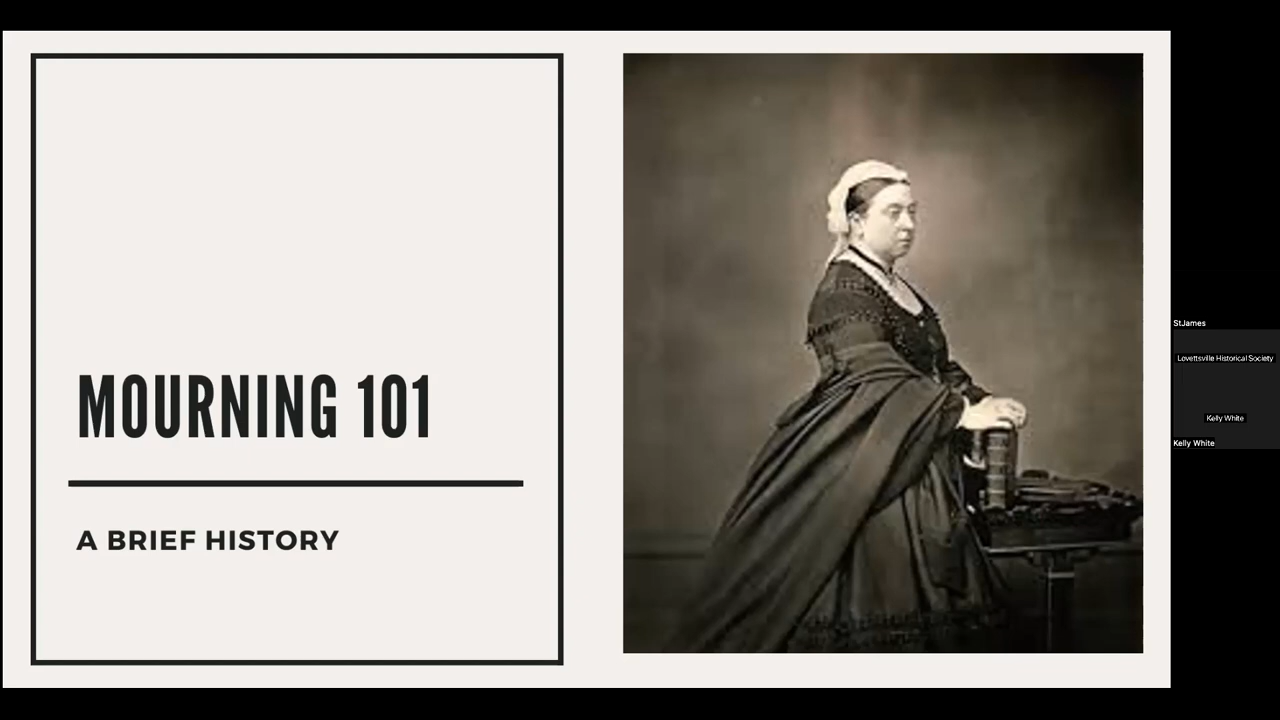 MOURNING 101
A BRIEF HISTORY
StJames
Lovettsville Historical Society
Kelly White
Kelly White